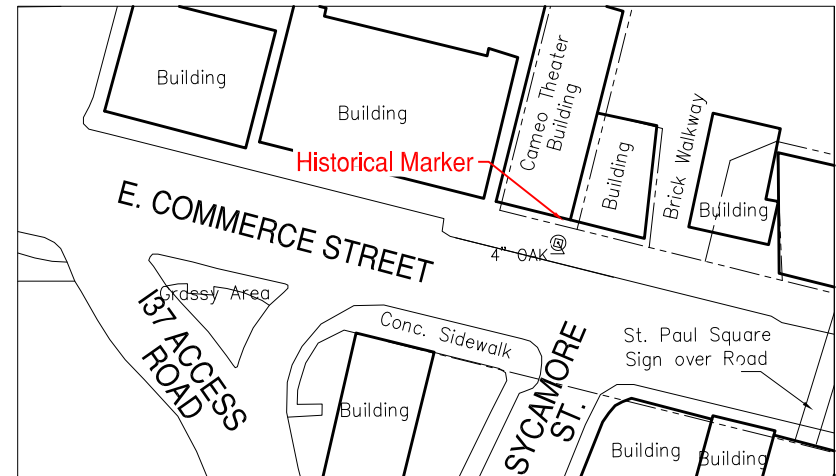 Building
Building
Cameo Theater
Building
Building
Brick Walkway
Building
Historical Marker
E. COMMERCE STREET
4" OAK
Grassy Area
I37 ACCESS
ROAD
Conc. Sidewalk
SYCAMORE
ST.
St. Paul Square
Sign over Road
Building
Building
Building